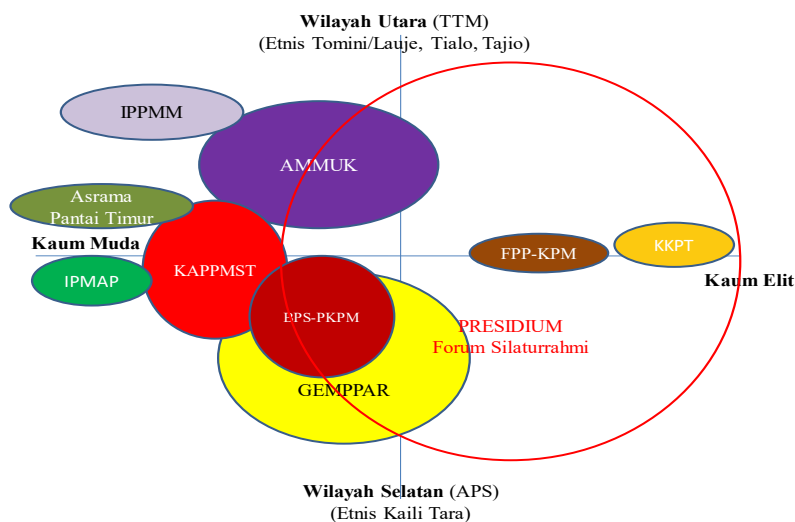 Wilayah Utara (TTM)
(Etnis Tomini/Lauje, Tialo, Tajio)
IPPMM
AMMUK
Asrama
Pantai Timur
Kaum Muda
KAPPMST
FPP-KPM
KKPT
IPMAP
Kaum Elit
BPS-PKPM
PRESIDIUM
Forum Silaturrahmi
GEMPPAR
Wilayah Selatan (APS)
(Etnis Kaili Tara)